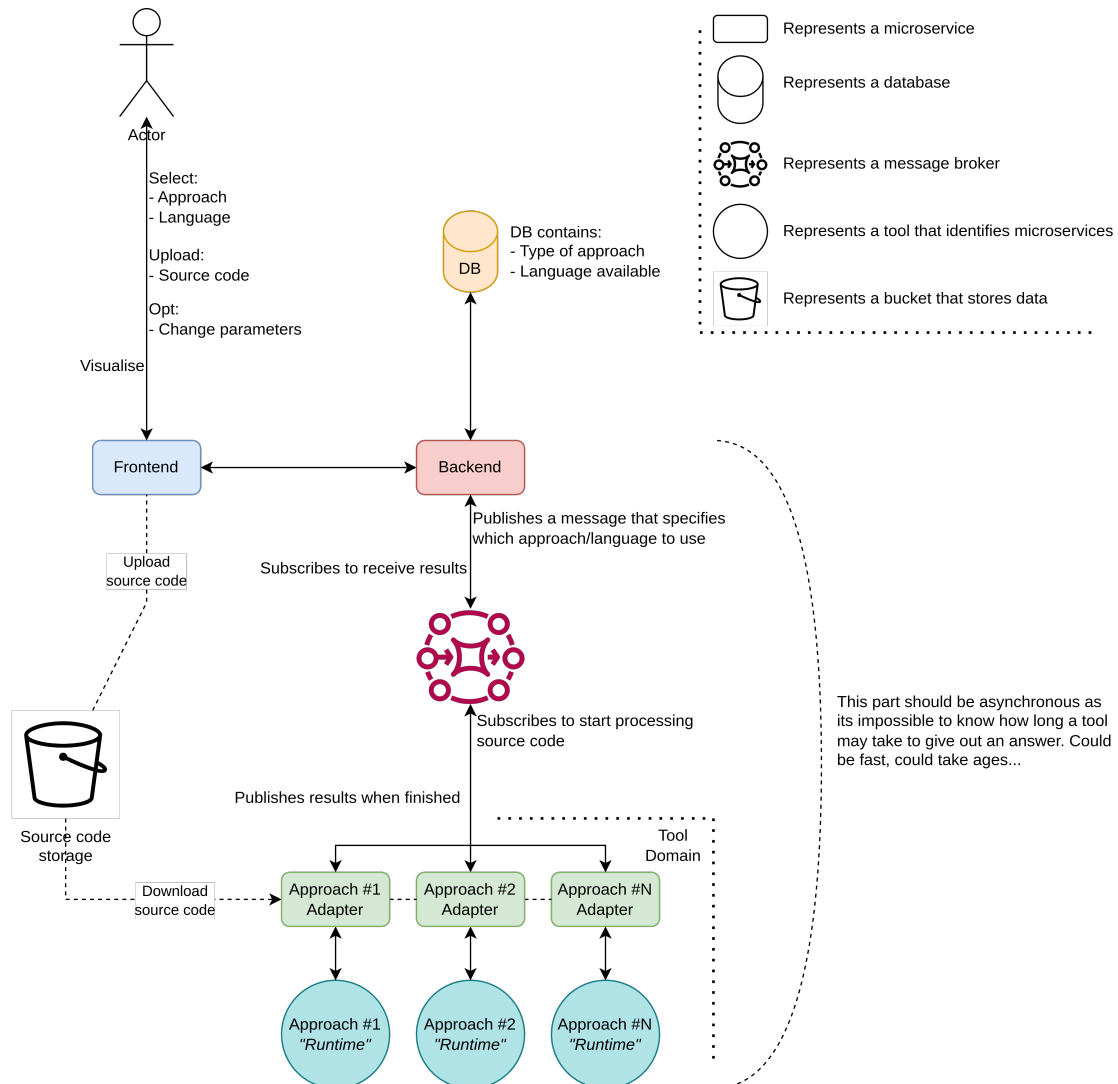 Actor
Select:
- Approach
- Language
Upload:
- Source code
Opt:
- Change parameters
Visualise
DB
DB contains:
- Type of approach
- Language available
Represents a microservice
Represents a database
Represents a message broker
Represents a tool that identifies microservices
Represents a bucket that stores data
Frontend
Backend
Publishes a message that specifies
which approach/language to use
Subscribes to receive results
Upload
source code
Subscribes to start processing
source code
Publishes results when finished
This part should be asynchronous as
its impossible to know how long a tool
may take to give out an answer. Could
be fast, could take ages...
Source code
storage
Download
source code
Tool
Domain
Approach #1
Adapter
Approach #2
Adapter
Approach #N
Adapter
Approach #1
"Runtime"
Approach #2
"Runtime"
Approach #N
"Runtime"